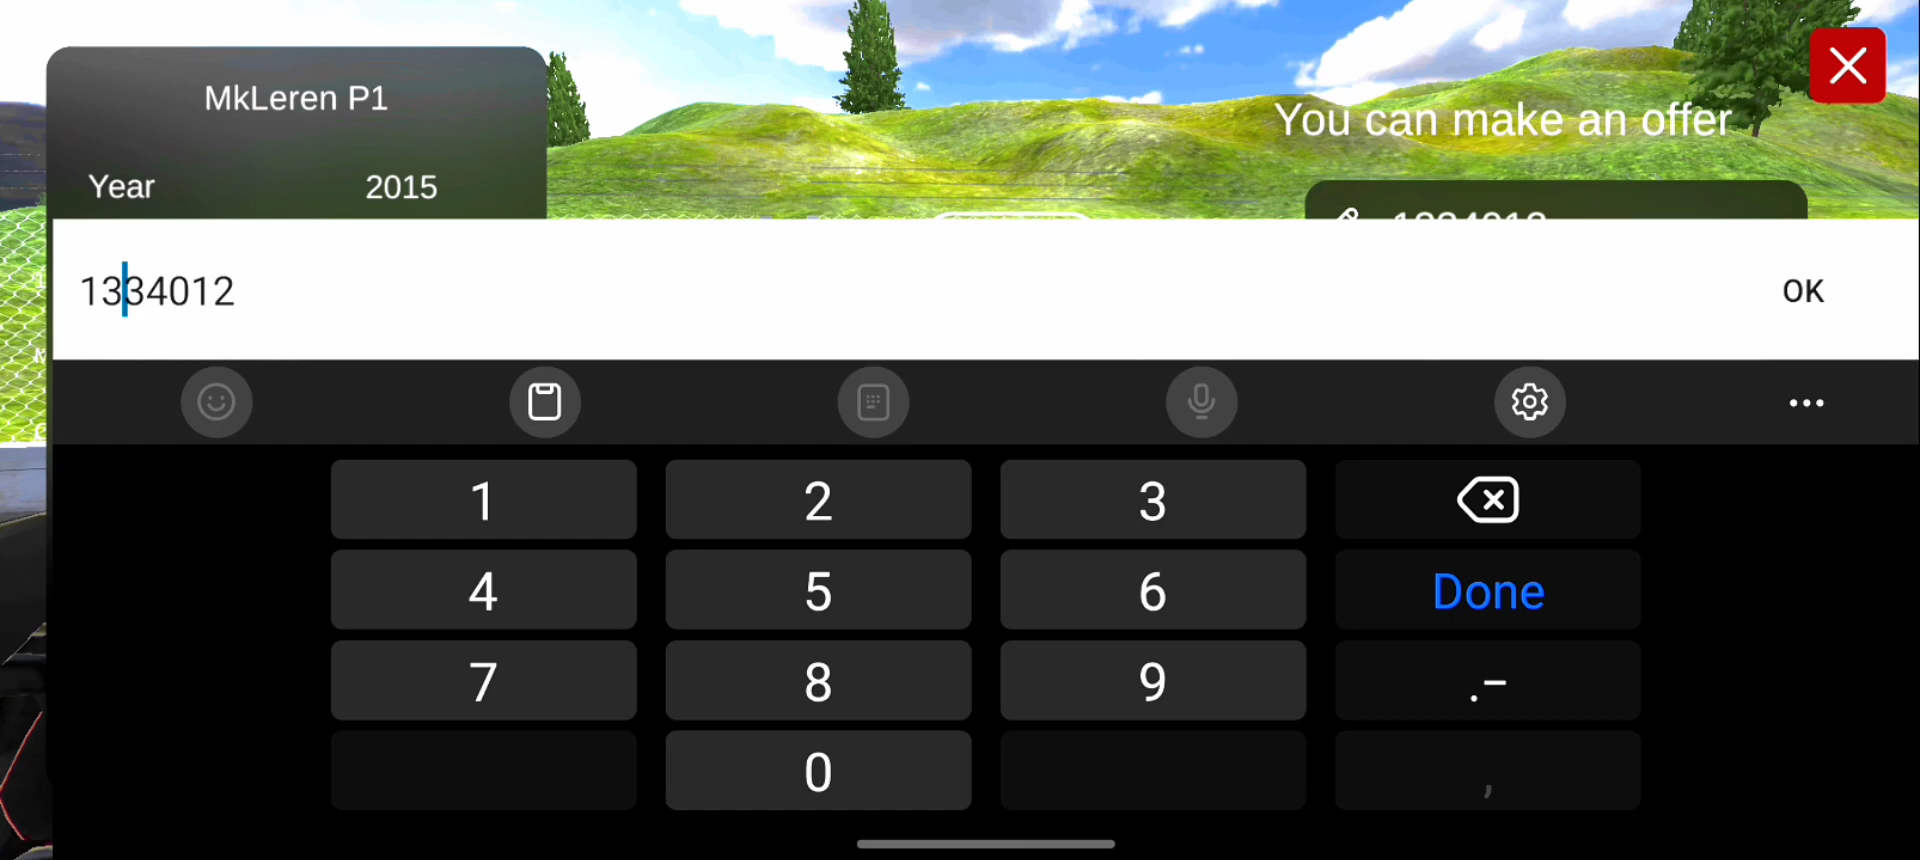 MkLeren P1
You can make an offer
Year 2015
1334012
OK
1 2 3
4 5 6 Done
7 8 9 .-
0 ,